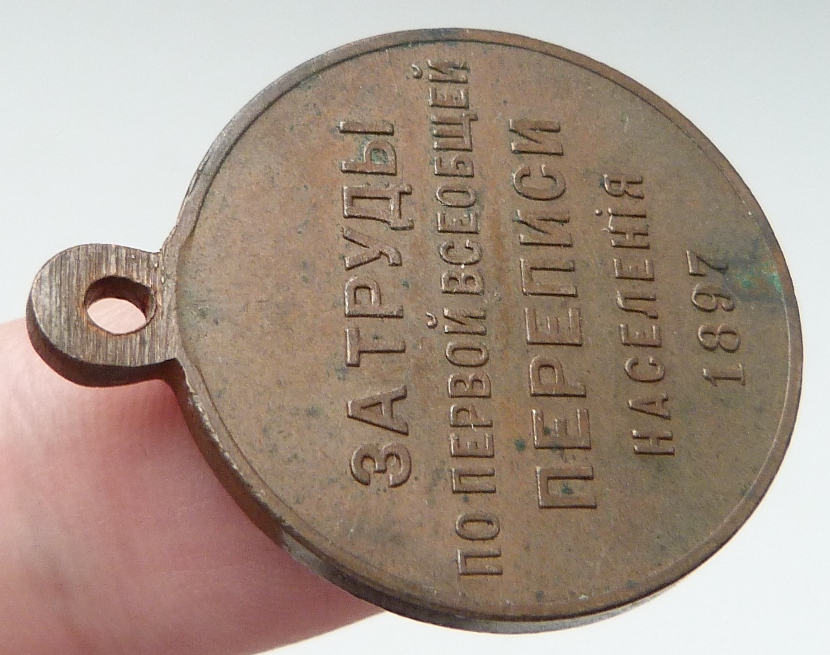 ЗА ТРУДЫ
ПО ПЕРВОЙ ВСЕОБЩЕЙ
ПЕРЕПИСИ
НАСЕЛЕНІЯ
1897